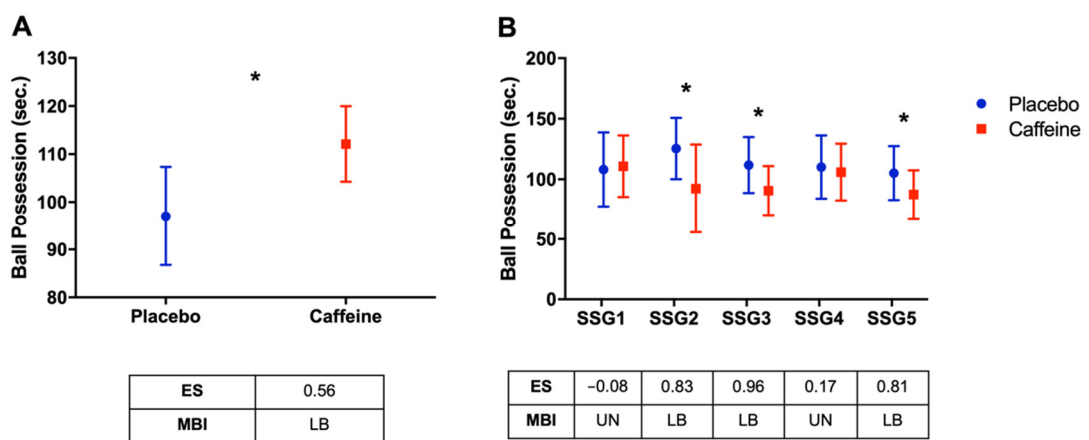 A
Ball Possession (sec.)
130
120
110
100
90
80
*
Placebo Caffeine
ES 0.56
MBI LB
B
Ball Possession (sec.)
200
150
100
50
0
* * *
SSG1 SSG2 SSG3 SSG4 SSG5
Placebo
Caffeine
ES −0.08 0.83 0.96 0.17 0.81
MBI UN LB LB UN LB